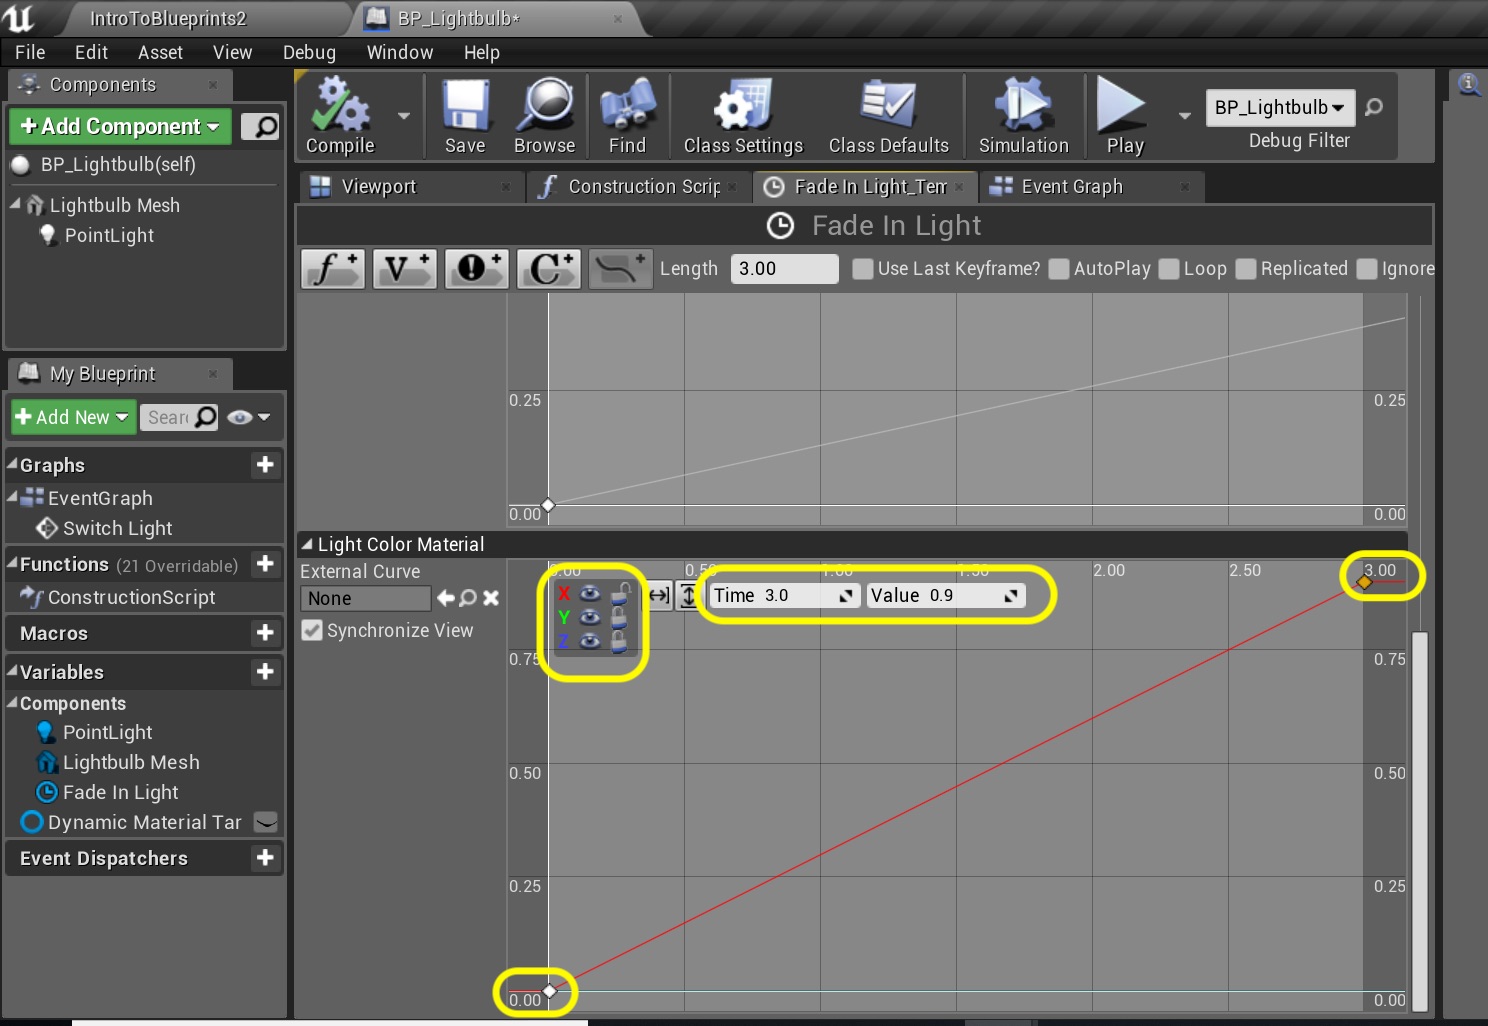 IntroToBlueprints2
BP_Lightbulb*
File Edit Asset View Debug Window Help
Components
+ Add Component
BP_Lightbulb(self)
Lightbulb Mesh
PointLight
Compile Save Browse Find Class Settings Class Defaults Simulation Play
BP_Lightbulb
Debug Filter
Viewport
Construction Scrip
Fade In Light_Tem
Event Graph
Fade In Light
f+ V+ !+ C+ Length 3.00 Use Last Keyframe? AutoPlay Loop Replicated Ignore
0.25 0.25
0.00 0.00
My Blueprint
+ Add New
Sear
Graphs +
EventGraph
Switch Light
Functions (21 Overridable) +
ConstructionScript
Macros +
Variables +
Components
PointLight
Lightbulb Mesh
Fade In Light
Dynamic Material Tar
Event Dispatchers +
Light Color Material
External Curve
None
Synchronize View
0.00 0.50 1.00 1.50 2.00 2.50 3.00
X
Y
Z
Time 3.0
Value 0.9
0.75 0.75
0.50 0.50
0.25 0.25
0.00 0.00